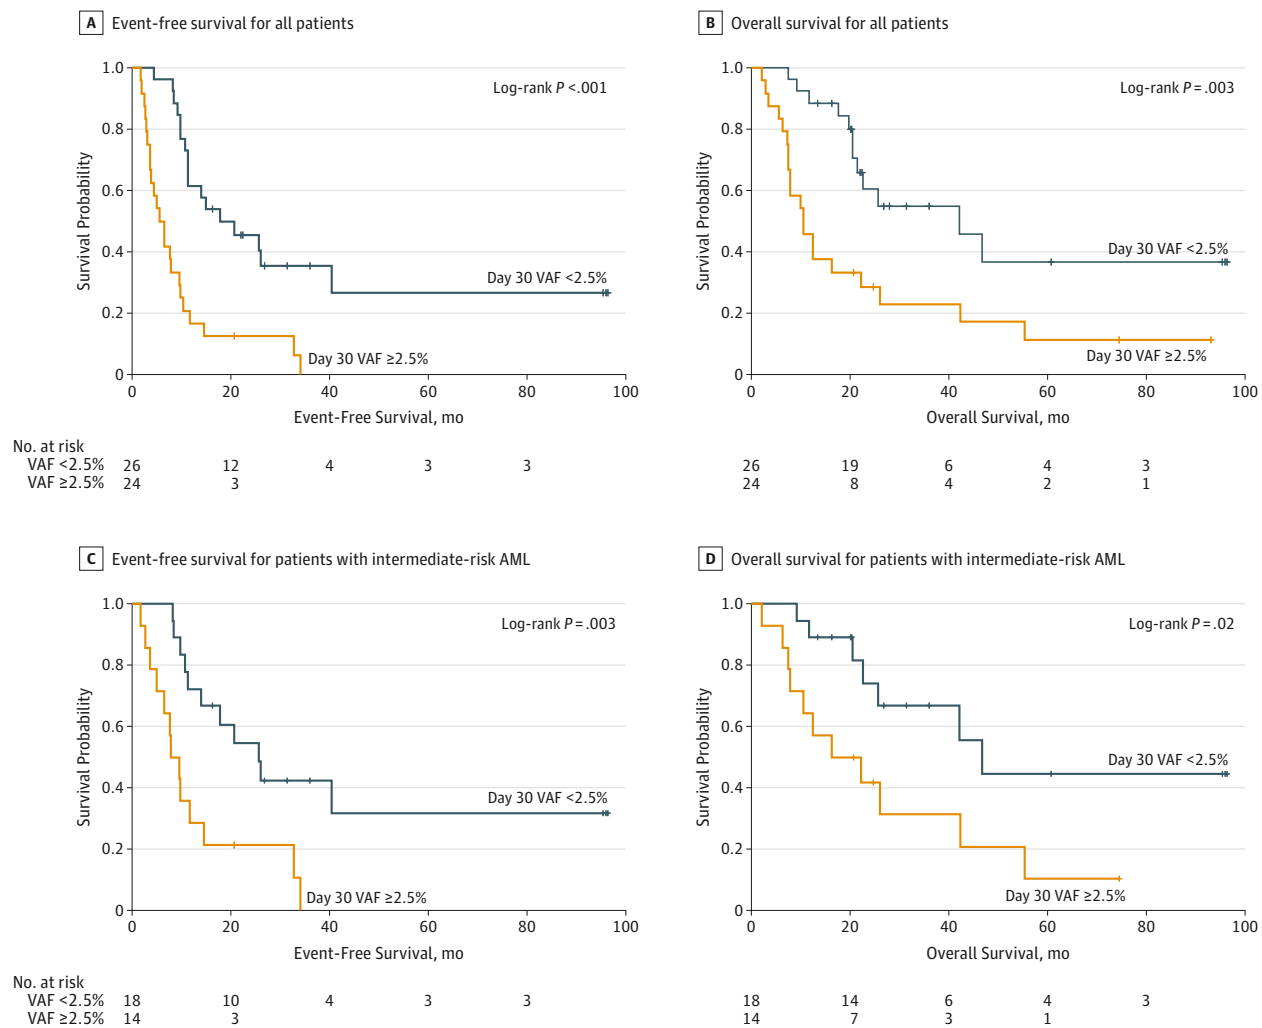 A Event-free survival for all patients
1.0
0.8
0.6
0.4
0.2
0
Survival Probability
Log-rank P <.001
Day 30 VAF <2.5%
Day 30 VAF ≥2.5%
0 20 40 60 80 100
Event-Free Survival, mo
No. at risk
VAF <2.5% 26 12 4 3 3
VAF ≥2.5% 24 3
B Overall survival for all patients
1.0
0.8
0.6
0.4
0.2
0
Survival Probability
Log-rank P = .003
Day 30 VAF <2.5%
Day 30 VAF ≥2.5%
0 20 40 60 80 100
Overall Survival, mo
26 19 6 4 3
24 8 4 2 1
C Event-free survival for patients with intermediate-risk AML
1.0
0.8
0.6
0.4
0.2
0
Survival Probability
Log-rank P = .003
Day 30 VAF <2.5%
Day 30 VAF ≥2.5%
0 20 40 60 80 100
Event-Free Survival, mo
No. at risk
VAF <2.5% 18 10 4 3 3
VAF ≥2.5% 14 3
D Overall survival for patients with intermediate-risk AML
1.0
0.8
0.6
0.4
0.2
0
Survival Probability
Log-rank P = .02
Day 30 VAF <2.5%
Day 30 VAF ≥2.5%
0 20 40 60 80 100
Overall Survival, mo
18 14 6 4 3
14 7 3 1